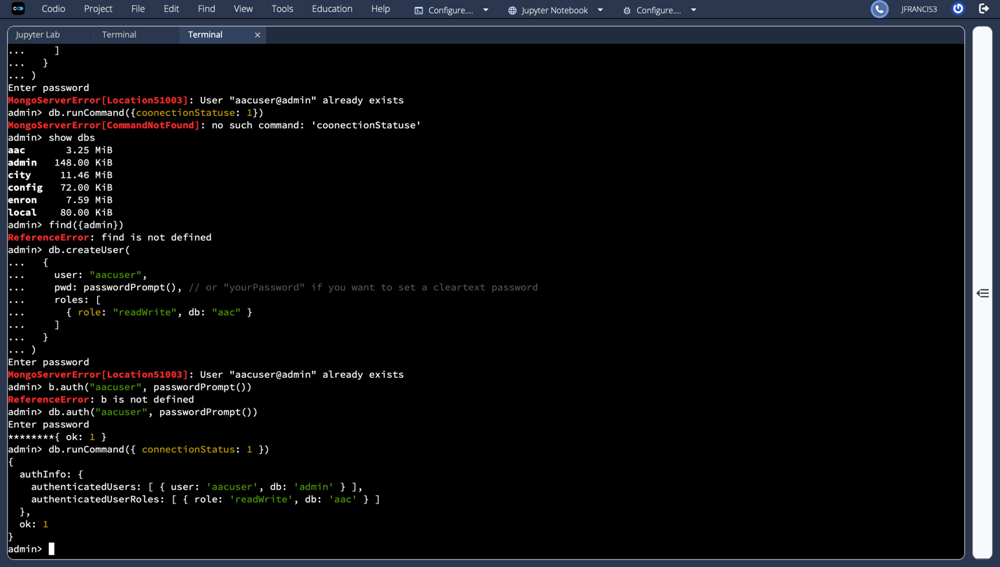 Codio Project File Edit Find View Tools Education Help Configure.... Jupyter Notebook Configure.... JFRANCIS3
Jupyter Lab Terminal Terminal ×
...     ]
...   }
... )
Enter password
MongoServerError[Location51003]: User "aacuser@admin" already exists
admin> db.runCommand({coonectionStatuse: 1})
MongoServerError[CommandNotFound]: no such command: 'coonectionStatuse'
admin> show dbs
aac       3.25 MiB
admin   148.00 KiB
city     11.46 MiB
config   72.00 KiB
enron     7.59 MiB
local    80.00 KiB
admin> find({admin})
ReferenceError: find is not defined
admin> db.createUser(
...   {
...     user: "aacuser",
...     pwd: passwordPrompt(), // or "yourPassword" if you want to set a cleartext password
...     roles: [
...       { role: "readWrite", db: "aac" }
...     ]
...   }
... )
Enter password
MongoServerError[Location51003]: User "aacuser@admin" already exists
admin> b.auth("aacuser", passwordPrompt())
ReferenceError: b is not defined
admin> db.auth("aacuser", passwordPrompt())
Enter password
********{ ok: 1 }
admin> db.runCommand({ connectionStatus: 1 })
{
  authInfo: {
    authenticatedUsers: [ { user: 'aacuser', db: 'admin' } ],
    authenticatedUserRoles: [ { role: 'readWrite', db: 'aac' } ]
  },
  ok: 1
}
admin>